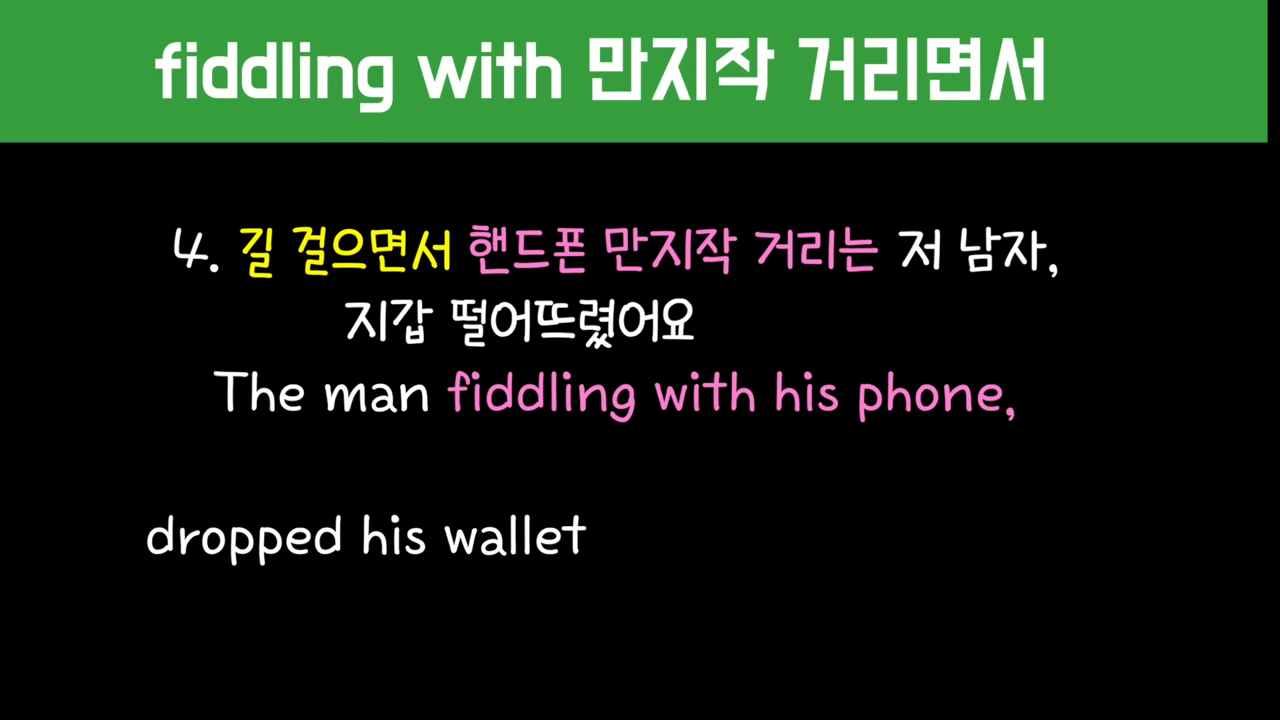 fiddling with 만지작 거리면서
4. 길 걸으면서 핸드폰 만지작 거리는 저 남자,
지갑 떨어뜨렸어요
The man fiddling with his phone,
dropped his wallet